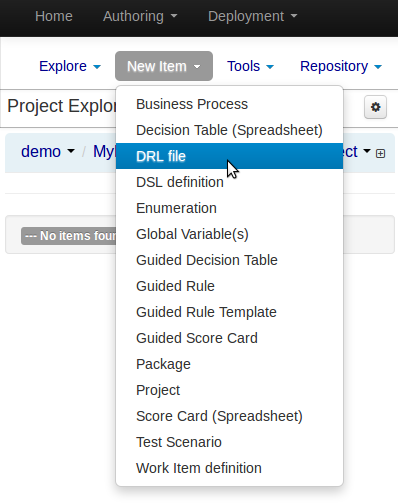 Home Authoring Deployment
Explore New Item Tools Repository
Project Explor
demo / My ect
--- No items foun
Business Process
Decision Table (Spreadsheet)
DRL file
DSL definition
Enumeration
Global Variable(s)
Guided Decision Table
Guided Rule
Guided Rule Template
Guided Score Card
Package
Project
Score Card (Spreadsheet)
Test Scenario
Work Item definition